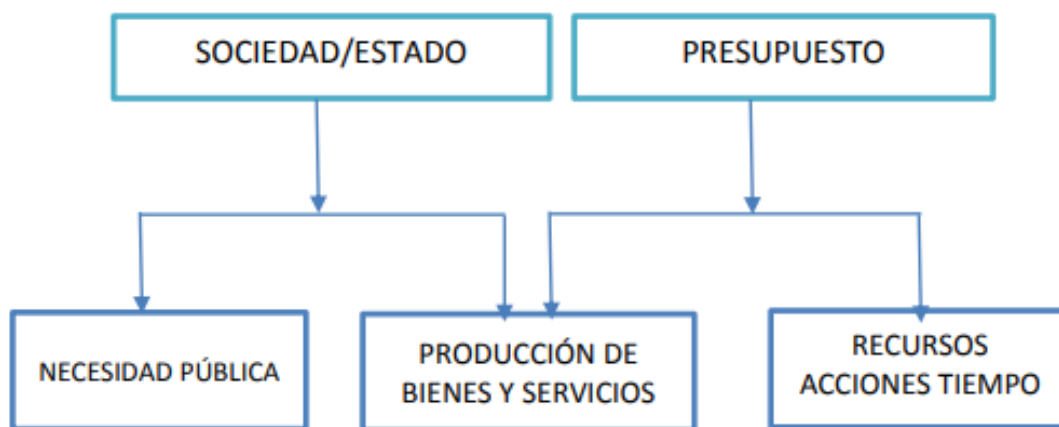 SOCIEDAD/ESTADO
PRESUPUESTO
NECESIDAD PÚBLICA
PRODUCCIÓN DE
BIENES Y SERVICIOS
RECURSOS
ACCIONES TIEMPO